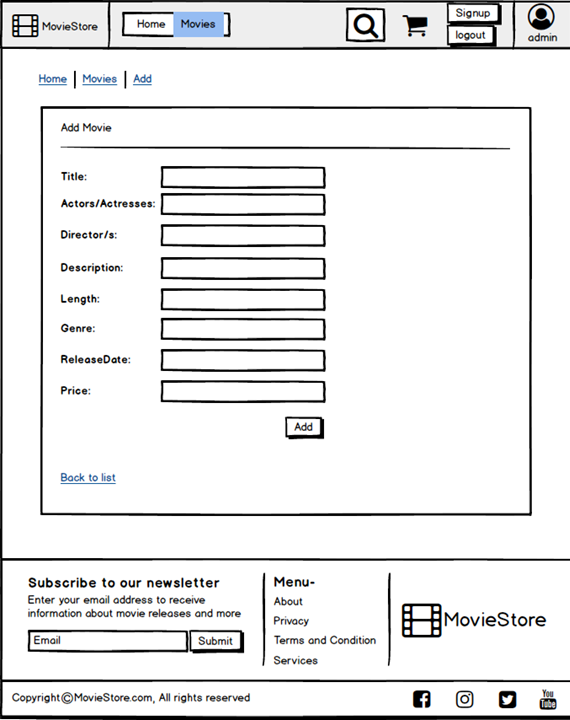 MovieStore
Home Movies
Signup
logout
admin
Home Movies Add
Add Movie
Title:
Actors/Actresses:
Director/s:
Description:
Length:
Genre:
ReleaseDate:
Price:
Add
Back to list
Subscribe to our newsletter
Enter your email address to receive
information about movie releases and more
Email Submit
Menu-
About
Privacy
Terms and Condition
Services
MovieStore
Copyright©MovieStore.com, All rights reserved
You
Tube